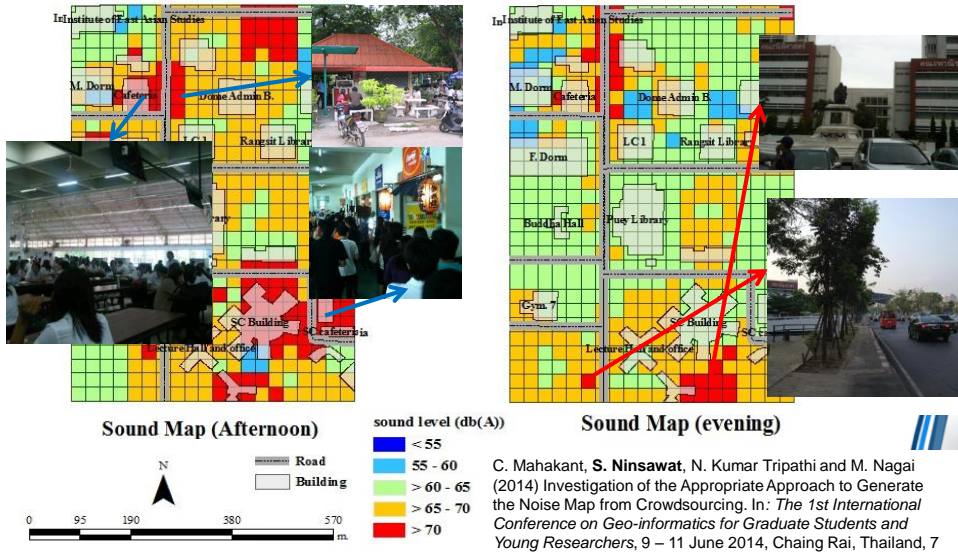 Institute of East Asian Studies
M. Dorm
Cafeteria
Dome Admin B.
LC1
Rangsit Library
SC Building
SC cafeteria
Lecture Hall and office
Sound Map (Afternoon)
Institute of East Asian Studies
M. Dorm
Cafeteria
Dome Admin B.
LC1
Rangsit Library
F. Dorm
Buddha Hall
Puey Library
Gym. 7
SC Building
Lecture Hall and office
Sound Map (evening)
N
Road
Building
0 95 190 380 570
m.
sound level (db(A))
< 55
55 - 60
> 60 - 65
> 65 - 70
> 70
C. Mahakant, S. Ninsawat, N. Kumar Tripathi and M. Nagai
(2014) Investigation of the Appropriate Approach to Generate
the Noise Map from Crowdsourcing. In: The 1st International
Conference on Geo-informatics for Graduate Students and
Young Researchers, 9 – 11 June 2014, Chaing Rai, Thailand, 7